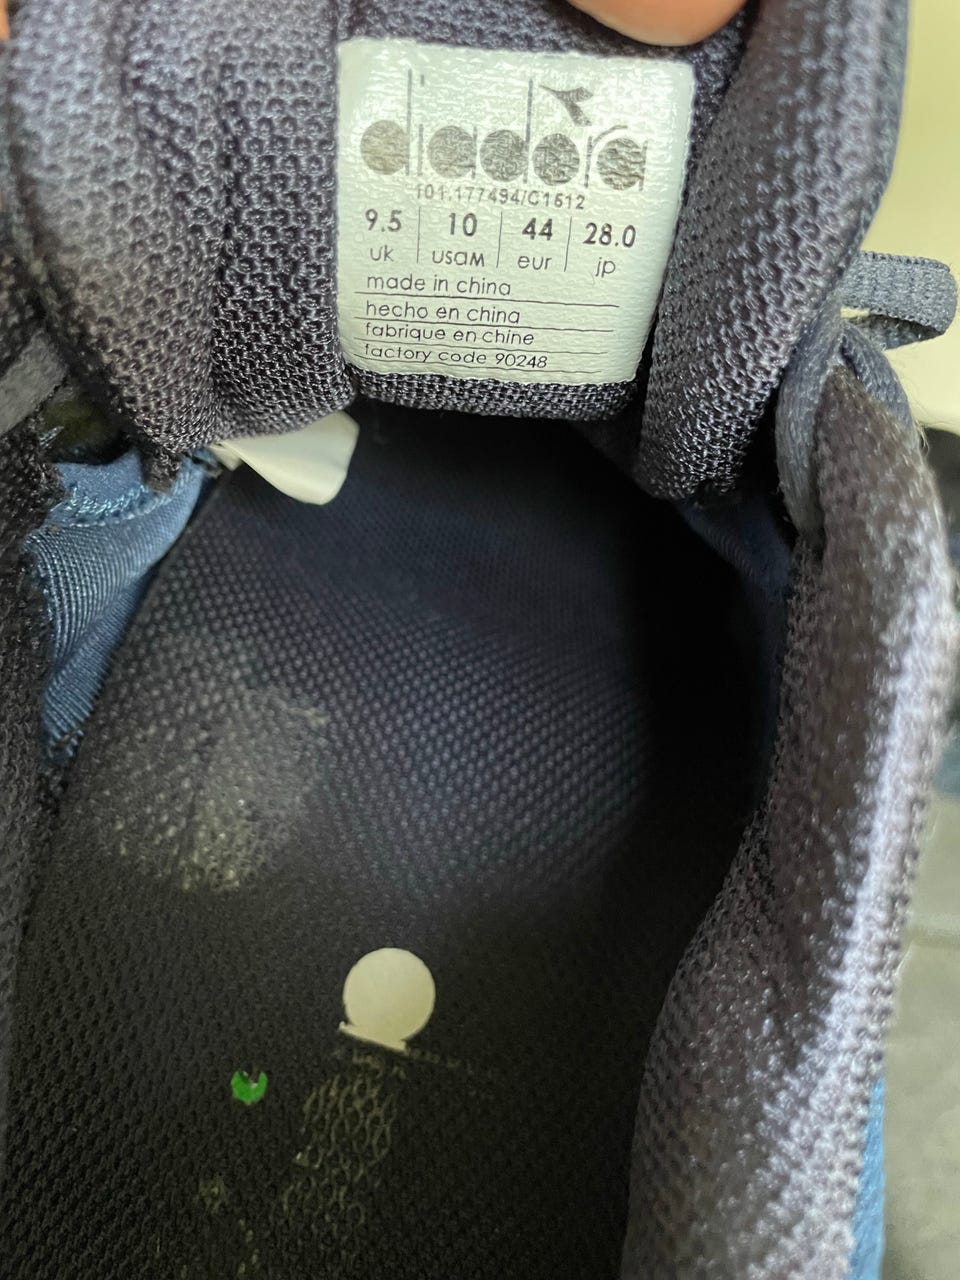 diadora
101.177494/C1512
9.5 10 44 28.0
uk usam eur jp
made in china
hecho en china
fabrique en chine
factory code 90248